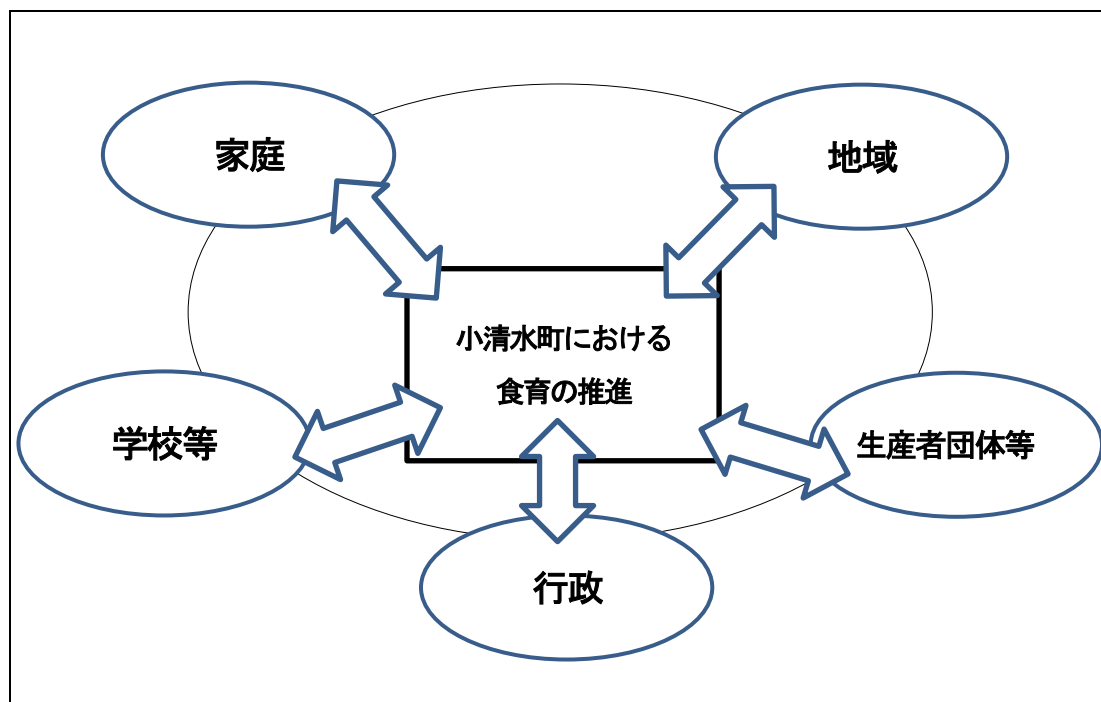 家庭
地域
小清水町における
食育の推進
学校等
生産者団体等
行政